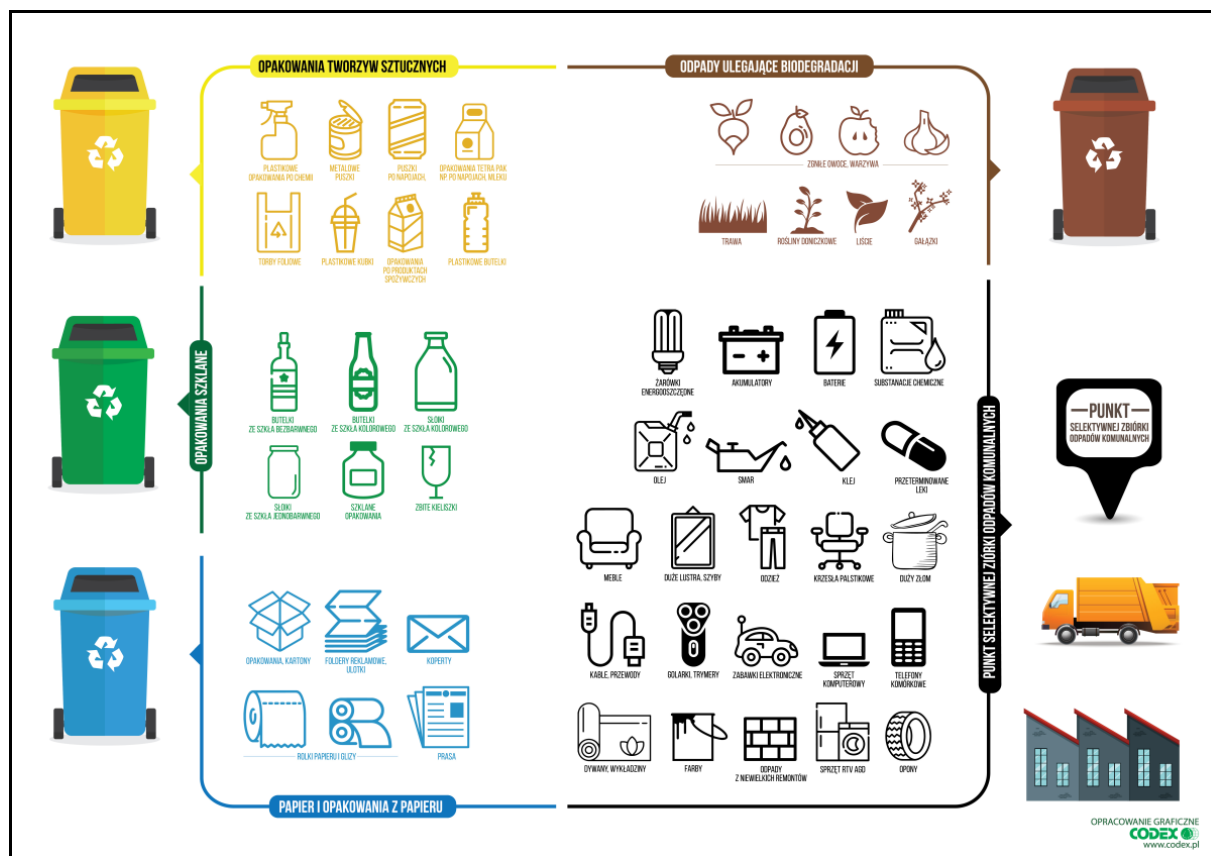 OPAKOWANIA TWORZYW SZTUCZNYCH
PLASTIKOWE
OPAKOWANIA PO CHEMII
METALOWE
PUSZKI
PUSZKI
PO NAPOJACH,
OPAKOWANIA TETRA PAK
NP. PO NAPOJACH, MLEKU
4
TORBY FOLIOWE
PLASTIKOWE KUBKI
OPAKOWANIA
PO PRODUKTACH
SPOŻYWCZYCH
PLASTIKOWE BUTELKI
ODPADY ULEGAJĄCE BIODEGRADACJI
ZGNIŁE OWOCE, WARZYWA
TRAWA
ROŚLINY DONICZKOWE
LIŚCIE
GAŁĄZKI
OPAKOWANIA SZKLANE
BUTELKI
ZE SZKŁA BEZBARWNEGO
BUTELKI
ZE SZKŁA KOLOROWEGO
SŁOIKI
ZE SZKŁA KOLOROWEGO
SŁOIKI
ZE SZKŁA JEDNOBARWNEGO
SZKLANE
OPAKOWANIA
ZBITE KIELISZKI
OPAKOWANIA, KARTONY
FOLDERY REKLAMOWE,
ULOTKI
KOPERTY
ROLKI PAPIERU I GLIZY
PRASA
PAPIER I OPAKOWANIA Z PAPIERU
ŻARÓWKI
ENERGOOSZCZĘDNE
AKUMULATORY
BATERIE
SUBSTANACJE CHEMICZNE
OLEJ
SMAR
KLEJ
PRZETERMINOWANE
LEKI
MEBLE
DUŻE LUSTRA, SZYBY
ODZIEŻ
KRZESŁA PALSTIKOWE
DUŻY ZŁOM
KABLE, PRZEWODY
GOLARKI, TRYMERY
ZABAWKI ELEKTRONICZNE
SPRZĘT
KOMPUTEROWY
TELEFONY
KOMÓRKOWE
DYWANY, WYKŁADZINY
FARBY
ODPADY
Z NIEWIELKICH REMONTÓW
SPRZĘT RTV AGD
OPONY
PUNKT SELEKTYWNEJ ZIÓRKI ODPADÓW KOMUNALNYCH
PUNKT
SELEKTYWNEJ ZBIÓRKI
ODPADÓW KOMUNALNYCH
OPRACOWANIE GRAFICZNE
CODEX
www.codex.pl